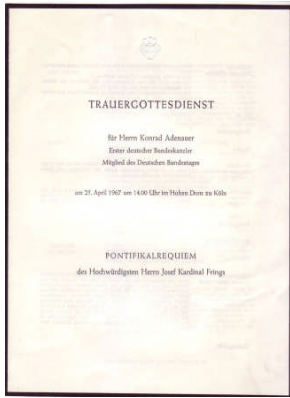 TRAUERGOTTESDIENST
für Herrn Konrad Adenauer
Erster deutscher Bundeskanzler
Mitglied des Deutschen Bundestages
am 25. April 1967 um 14.00 Uhr im Hohen Dom zu Köln
PONTIFIKALREQUIEM
des Hochwürdigsten Herrn Josef Kardinal Frings